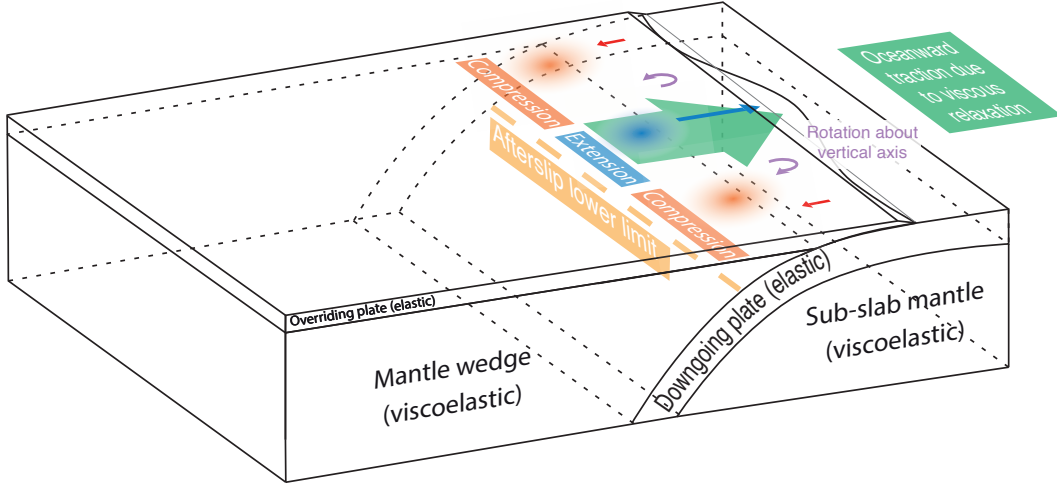 Oceanward
traction due
to viscous
relaxation
Compression
Extension
Compression
Afterslip lower limit
Rotation about
vertical axis
Overriding plate (elastic)
Downgoing plate (elastic)
Mantle wedge
(viscoelastic)
Sub-slab mantle
(viscoelastic)